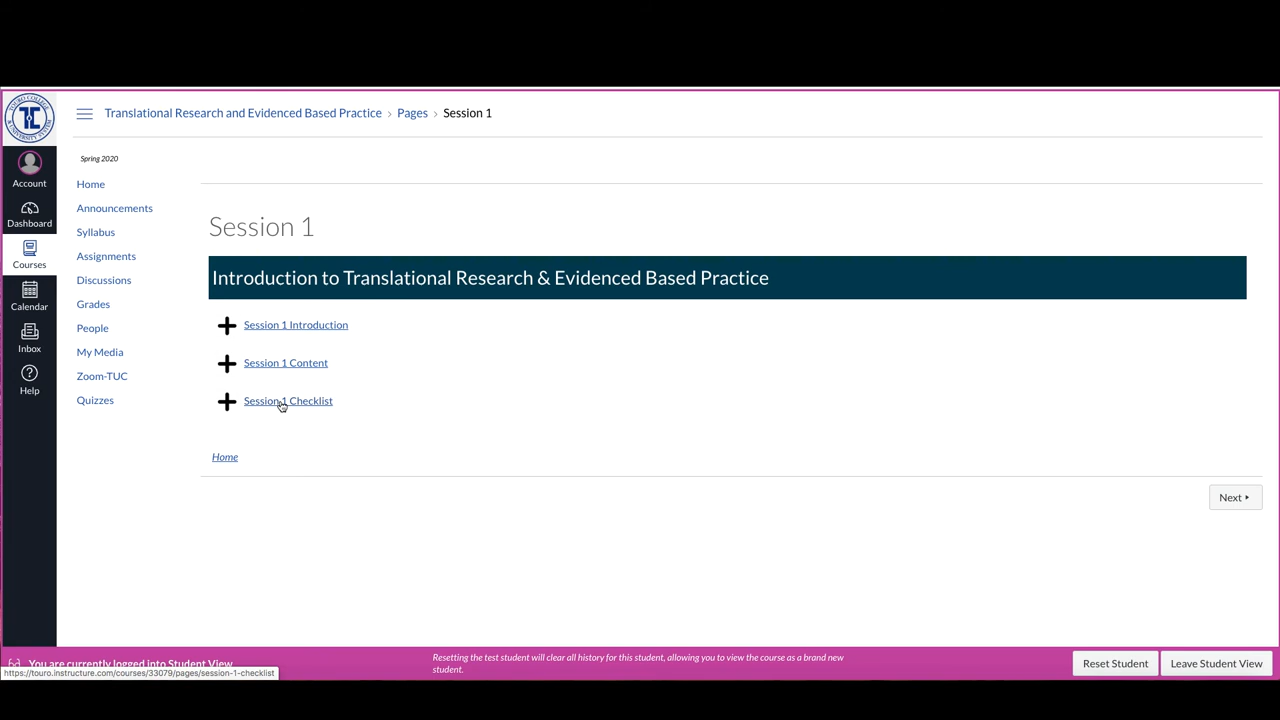 Translational Research and Evidenced Based Practice › Pages › Session 1
Account
Dashboard
Courses
Calendar
Inbox
Help
Spring 2020
Home
Announcements
Syllabus
Assignments
Discussions
Grades
People
My Media
Zoom-TUC
Quizzes
Session 1
Introduction to Translational Research & Evidenced Based Practice
Session 1 Introduction
Session 1 Content
Session 1 Checklist
Home
Next
You are currently logged into Student View
Resetting the test student will clear all history for this student, allowing you to view the course as a brand new
student.
Reset Student
Leave Student View
https://touro.instructure.com/courses/33079/pages/session-1-checklist